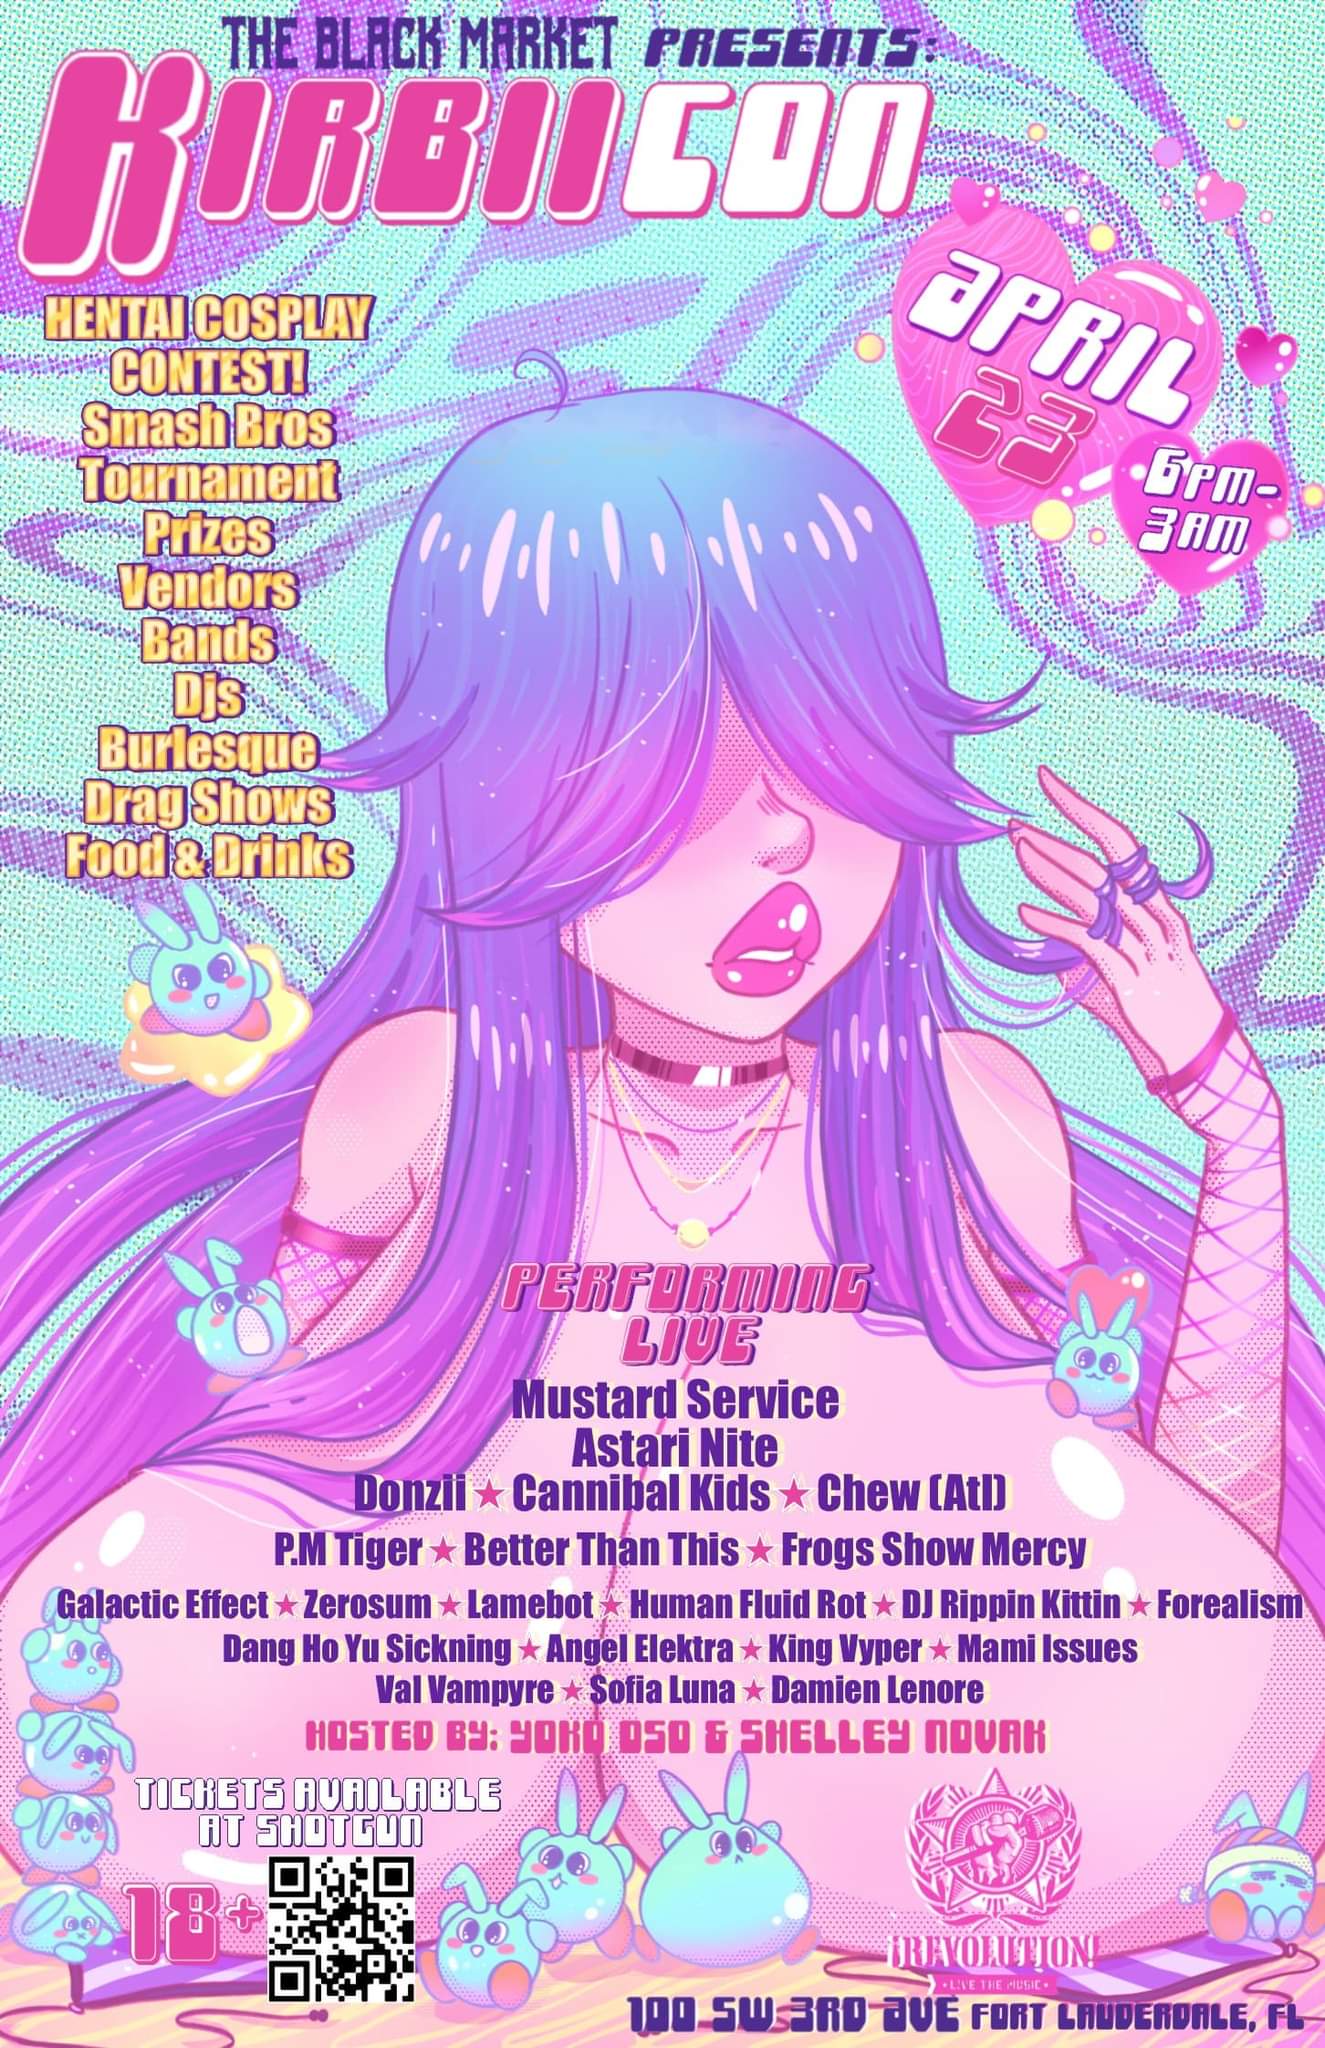 THE BLACK MARKET PRESENTS:
KIRBIICON
APRIL
23
6PM-
3AM
HENTAI COSPLAY
CONTEST!
Smash Bros
Tournament
Prizes
Vendors
Bands
Djs
Burlesque
Drag Shows
Food & Drinks
PERFORMING
LIVE
Mustard Service
Astari Nite
Donzii ★ Cannibal Kids ★ Chew (Atl)
P.M Tiger ★ Better Than This ★ Frogs Show Mercy
Galactic Effect ★ Zerosum ★ Lamebot ★ Human Fluid Rot ★ DJ Rippin Kittin ★ Forealism
Dang Ho Yu Sickning ★ Angel Elektra ★ King Vyper ★ Mami Issues
Val Vampyre ★ Sofia Luna ★ Damien Lenore
HOSTED BY: YOKO OSO & SHELLEY NOVAK
TICKETS AVAILABLE
AT SHOTGUN
18+
¡REVOLUTION!
• LIVE THE MUSIC •
100 SW 3RD AVE FORT LAUDERDALE, FL